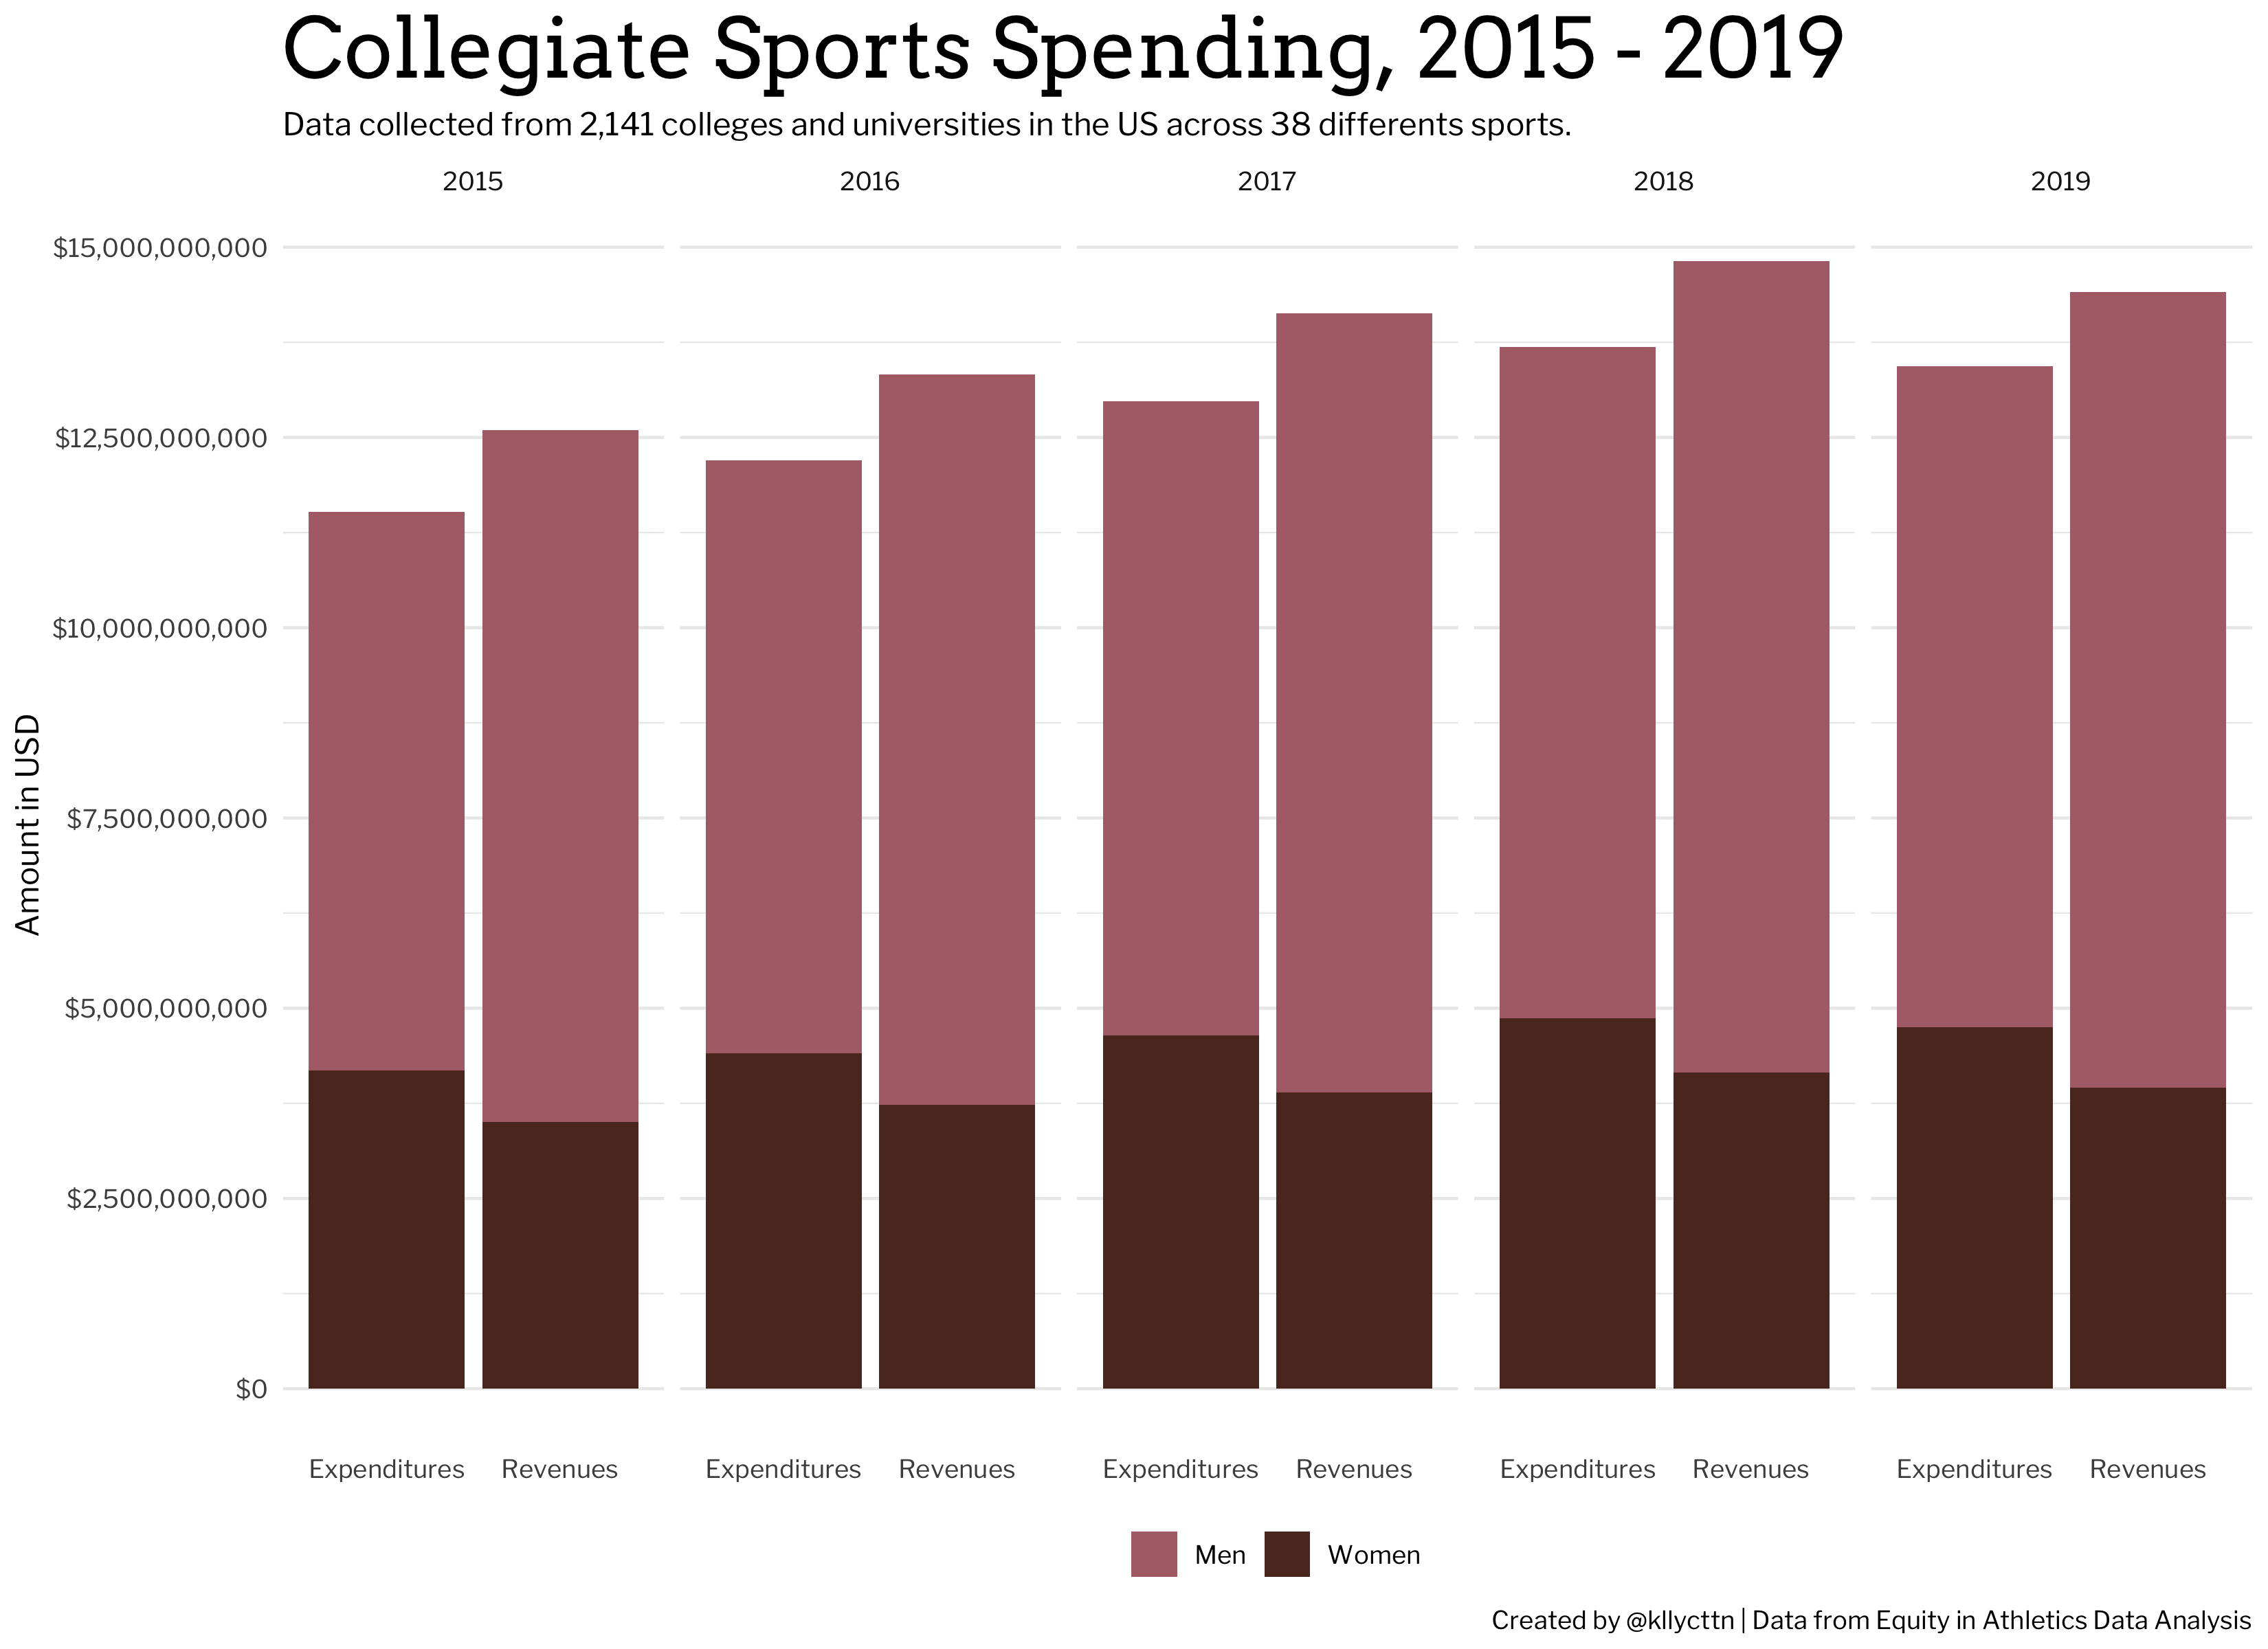 Collegiate Sports Spending, 2015 - 2019
Data collected from 2,141 colleges and universities in the US across 38 differents sports.
2015 2016 2017 2018 2019
$15,000,000,000
$12,500,000,000
$10,000,000,000
$7,500,000,000
$5,000,000,000
$2,500,000,000
$0
Amount in USD
Expenditures Revenues Expenditures Revenues Expenditures Revenues Expenditures Revenues Expenditures Revenues
Men Women
Created by @kllycttn | Data from Equity in Athletics Data Analysis